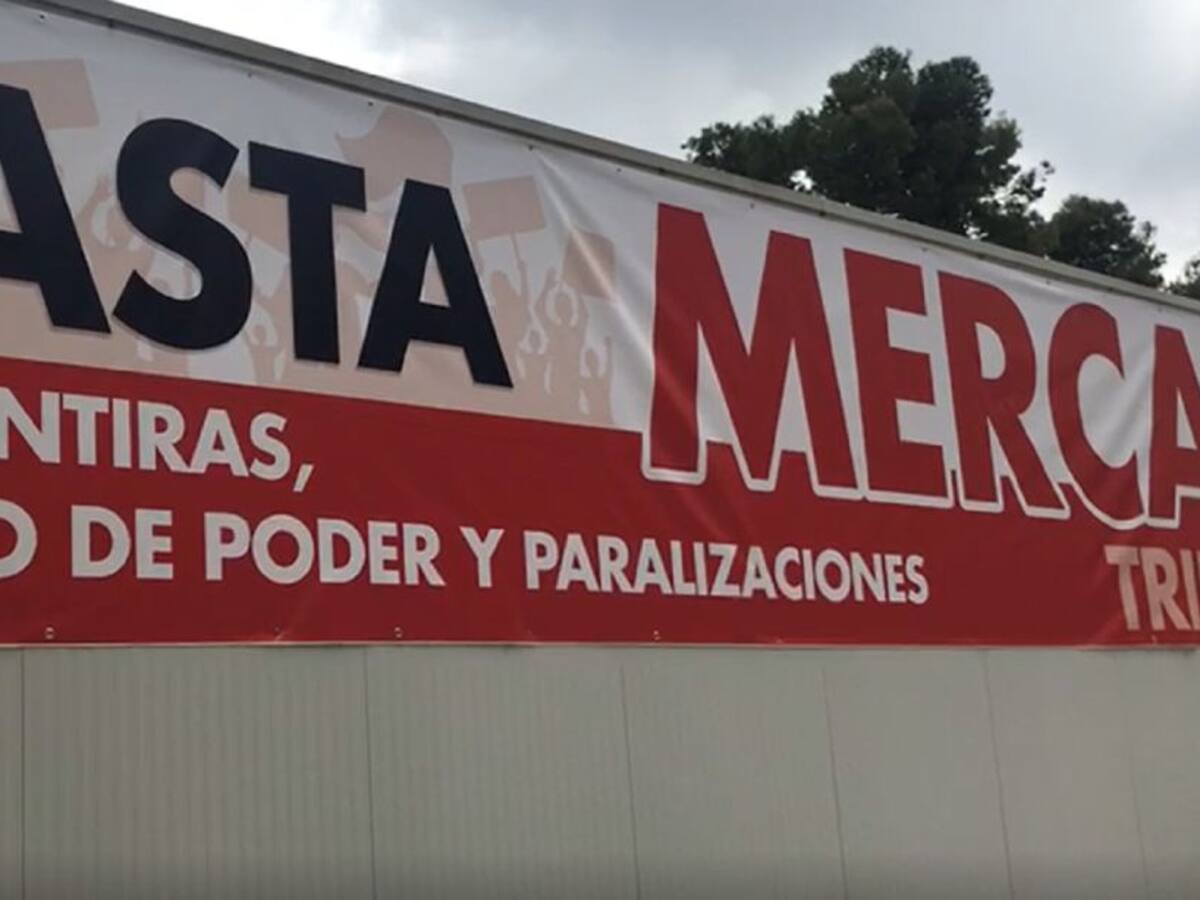 ASTA MERCA
NTIRAS,
O DE PODER Y PARALIZACIONES
TRI